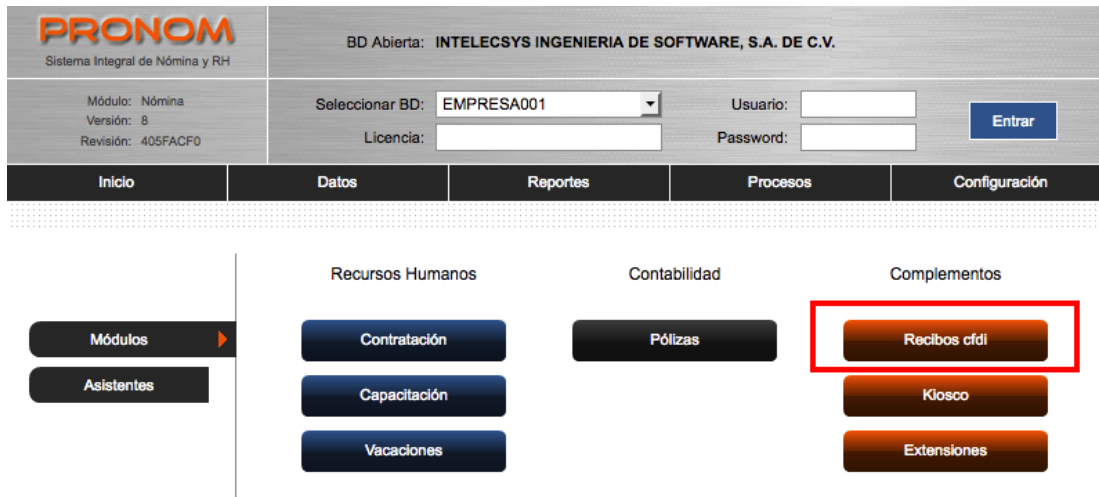 PRONOM
Sistema Integral de Nómina y RH
BD Abierta: INTELECSYS INGENIERIA DE SOFTWARE, S.A. DE C.V.
Módulo: Nómina
Versión: 8
Revisión: 405FACF0
Seleccionar BD: EMPRESA001 Usuario:
Licencia: Password:
Entrar
Inicio Datos Reportes Procesos Configuración
Recursos Humanos Contabilidad Complementos
Módulos Contratación Pólizas Recibos cfdi
Asistentes Capacitación Kiosco
Vacaciones Extensiones